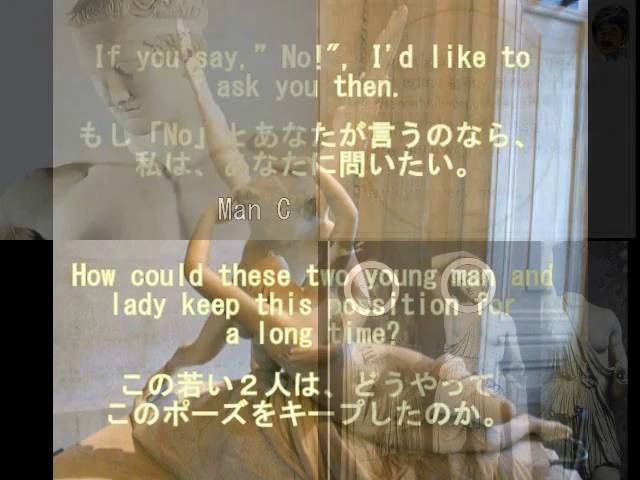 If you say,” No!”, I'd like to
ask you then.
もし「No」とあなたが言うのなら、
私は、あなたに問いたい。
Man C
How could these two young man and
lady keep this possition for
a long time?
この若い２人は、どうやって
このポーズをキープしたのか。